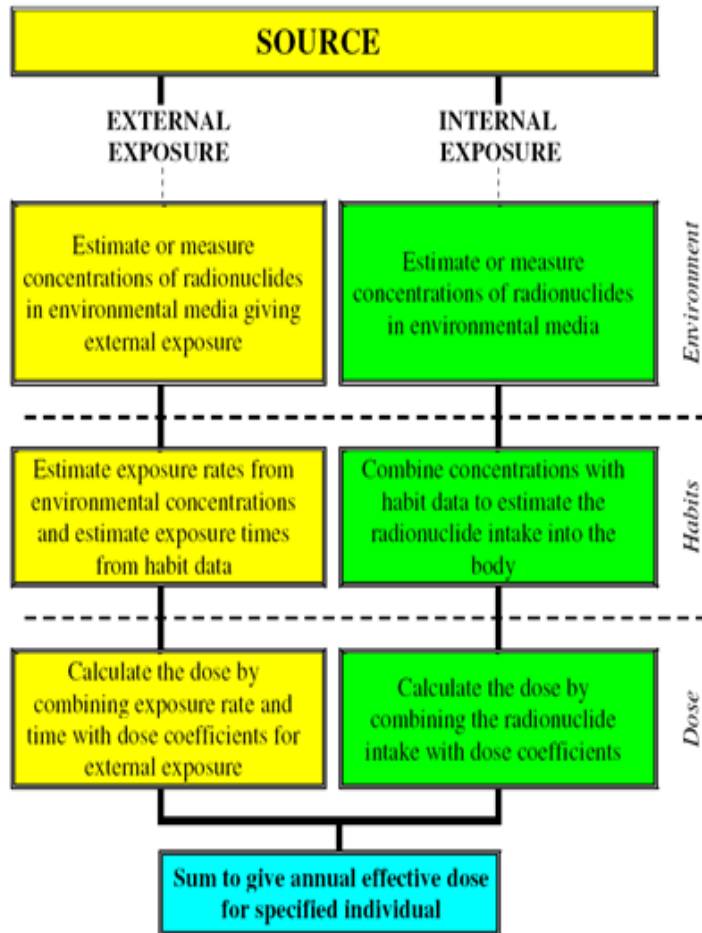 SOURCE
EXTERNAL
EXPOSURE
INTERNAL
EXPOSURE
Estimate or measure
concentrations of radionuclides
in environmental media giving
external exposure
Estimate or measure
concentrations of radionuclides
in environmental media
Environment
Estimate exposure rates from
environmental concentrations
and estimate exposure times
from habit data
Combine concentrations with
habit data to estimate the
radionuclide intake into the
body
Habits
Calculate the dose by
combining exposure rate and
time with dose coefficients for
external exposure
Calculate the dose by
combining the radionuclide
intake with dose coefficients
Dose
Sum to give annual effective dose
for specified individual